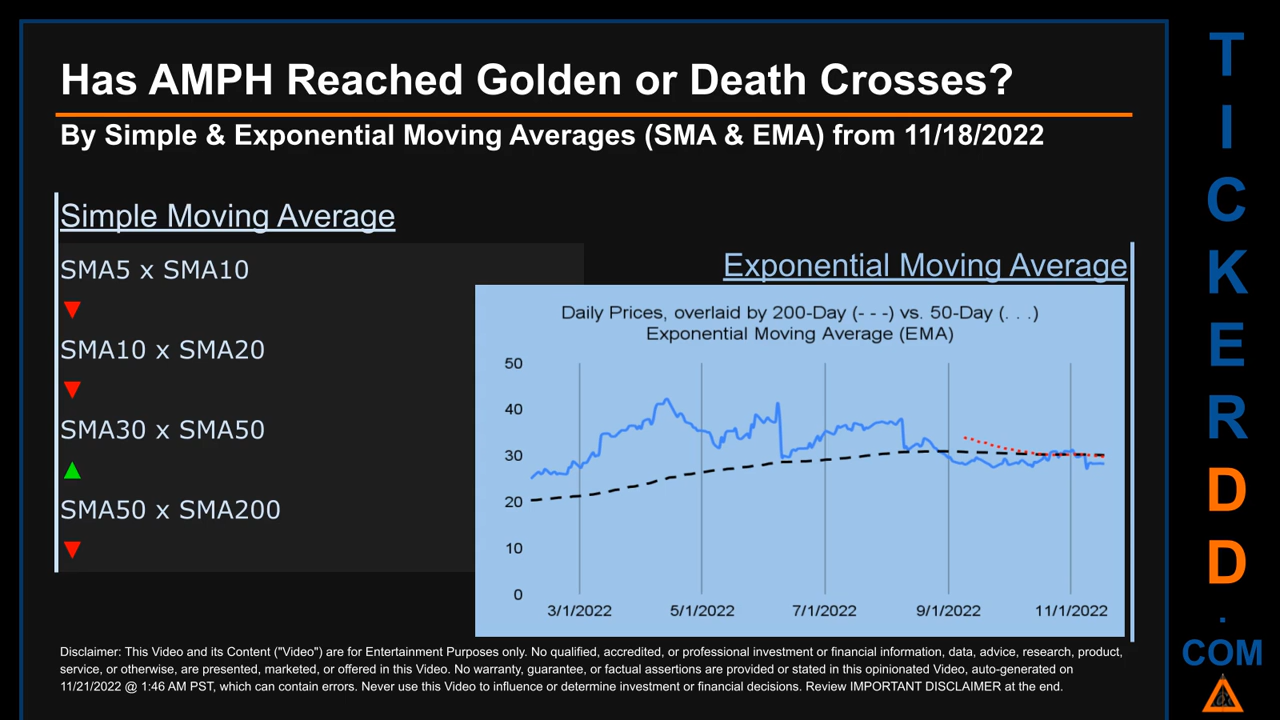 Has AMPH Reached Golden or Death Crosses?
By Simple & Exponential Moving Averages (SMA & EMA) from 11/18/2022
Simple Moving Average
SMA5 x SMA10
▼
SMA10 x SMA20
▼
SMA30 x SMA50
▲
SMA50 x SMA200
▼
Exponential Moving Average
Daily Prices, overlaid by 200-Day (- - -) vs. 50-Day (. . .)
Exponential Moving Average (EMA)
50
40
30
20
10
0
3/1/2022 5/1/2022 7/1/2022 9/1/2022 11/1/2022
Disclaimer: This Video and its Content ("Video") are for Entertainment Purposes only. No qualified, accredited, or professional investment or financial information, data, advice, research, product,
service, or otherwise, are presented, marketed, or offered in this Video. No warranty, guarantee, or factual assertions are provided or stated in this opinionated Video, auto-generated on
11/21/2022 @ 1:46 AM PST, which can contain errors. Never use this Video to influence or determine investment or financial decisions. Review IMPORTANT DISCLAIMER at the end.
T
I
C
K
E
R
D
D
.
COM